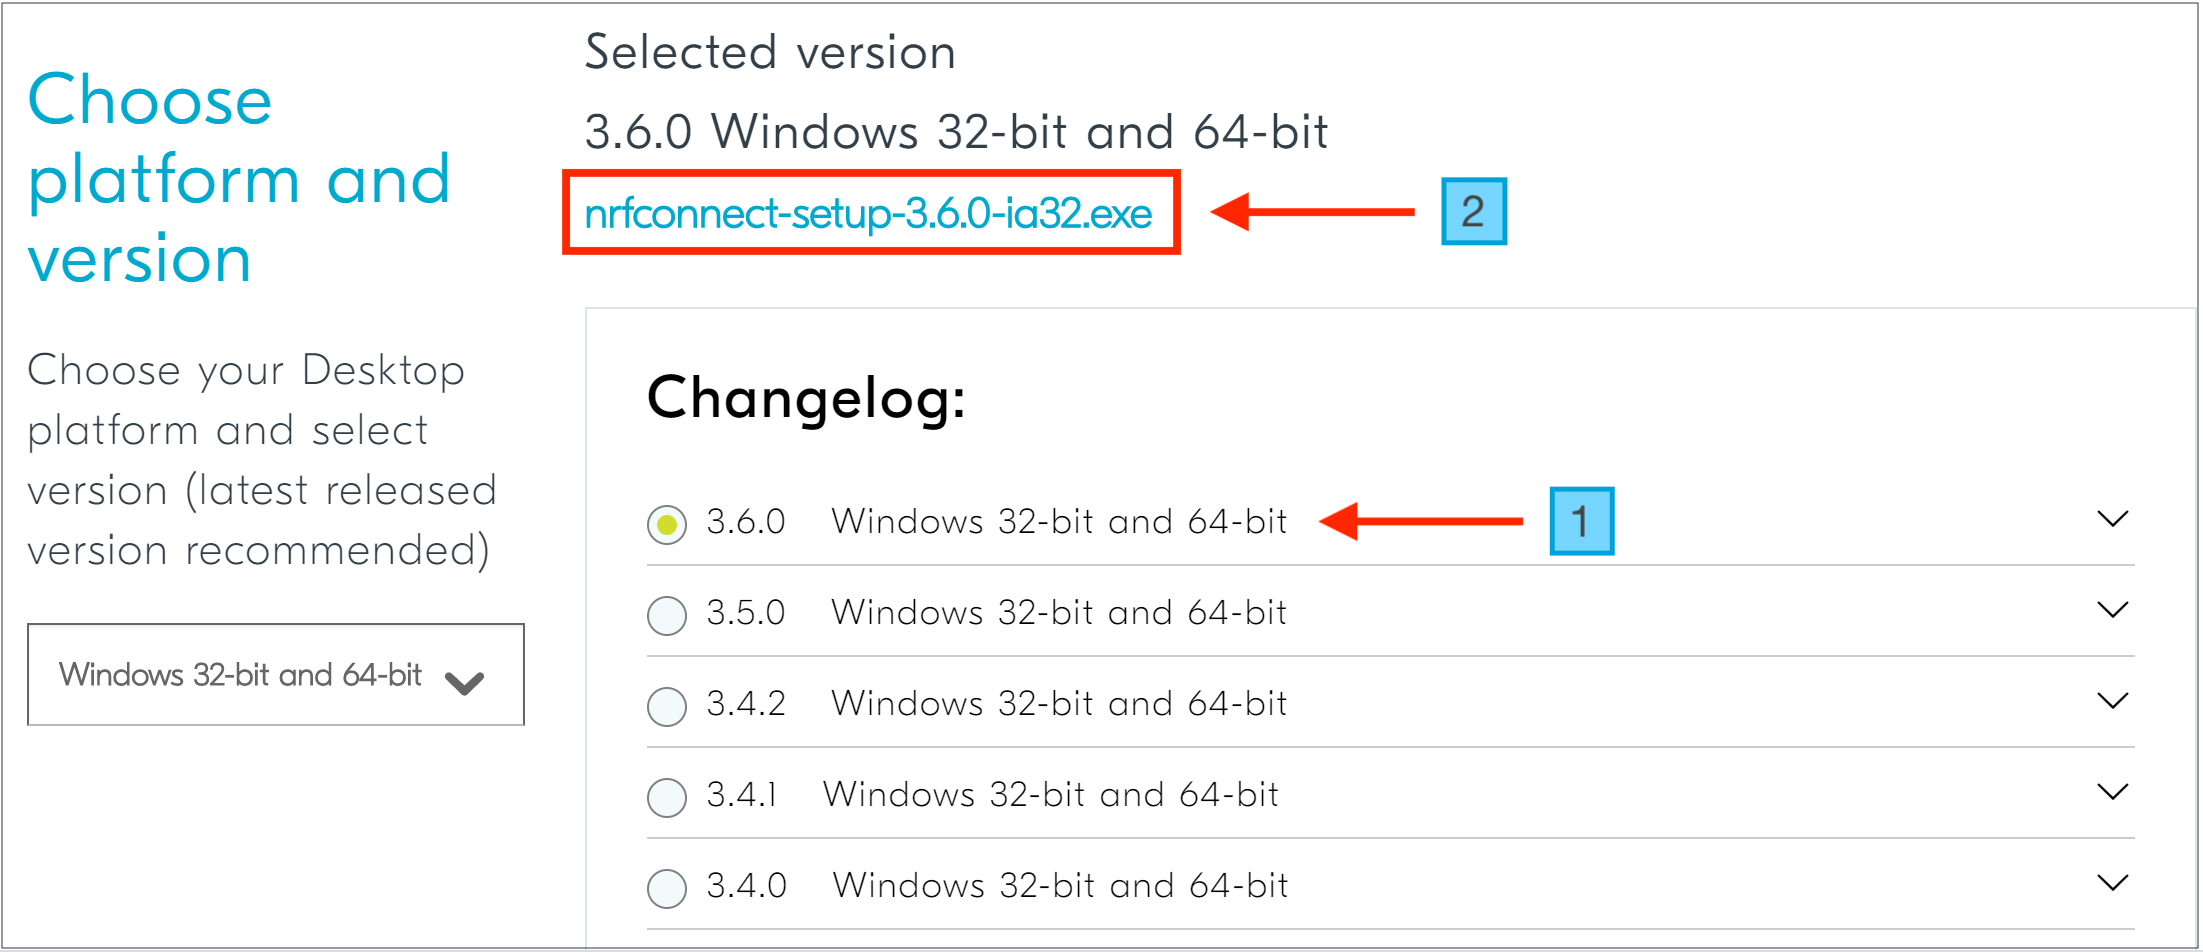 Choose
platform and
version
Choose your Desktop
platform and select
version (latest released
version recommended)
Windows 32-bit and 64-bit
Selected version
3.6.0 Windows 32-bit and 64-bit
nrfconnect-setup-3.6.0-ia32.exe
2
Changelog:
3.6.0 Windows 32-bit and 64-bit
1
3.5.0 Windows 32-bit and 64-bit
3.4.2 Windows 32-bit and 64-bit
3.4.1 Windows 32-bit and 64-bit
3.4.0 Windows 32-bit and 64-bit